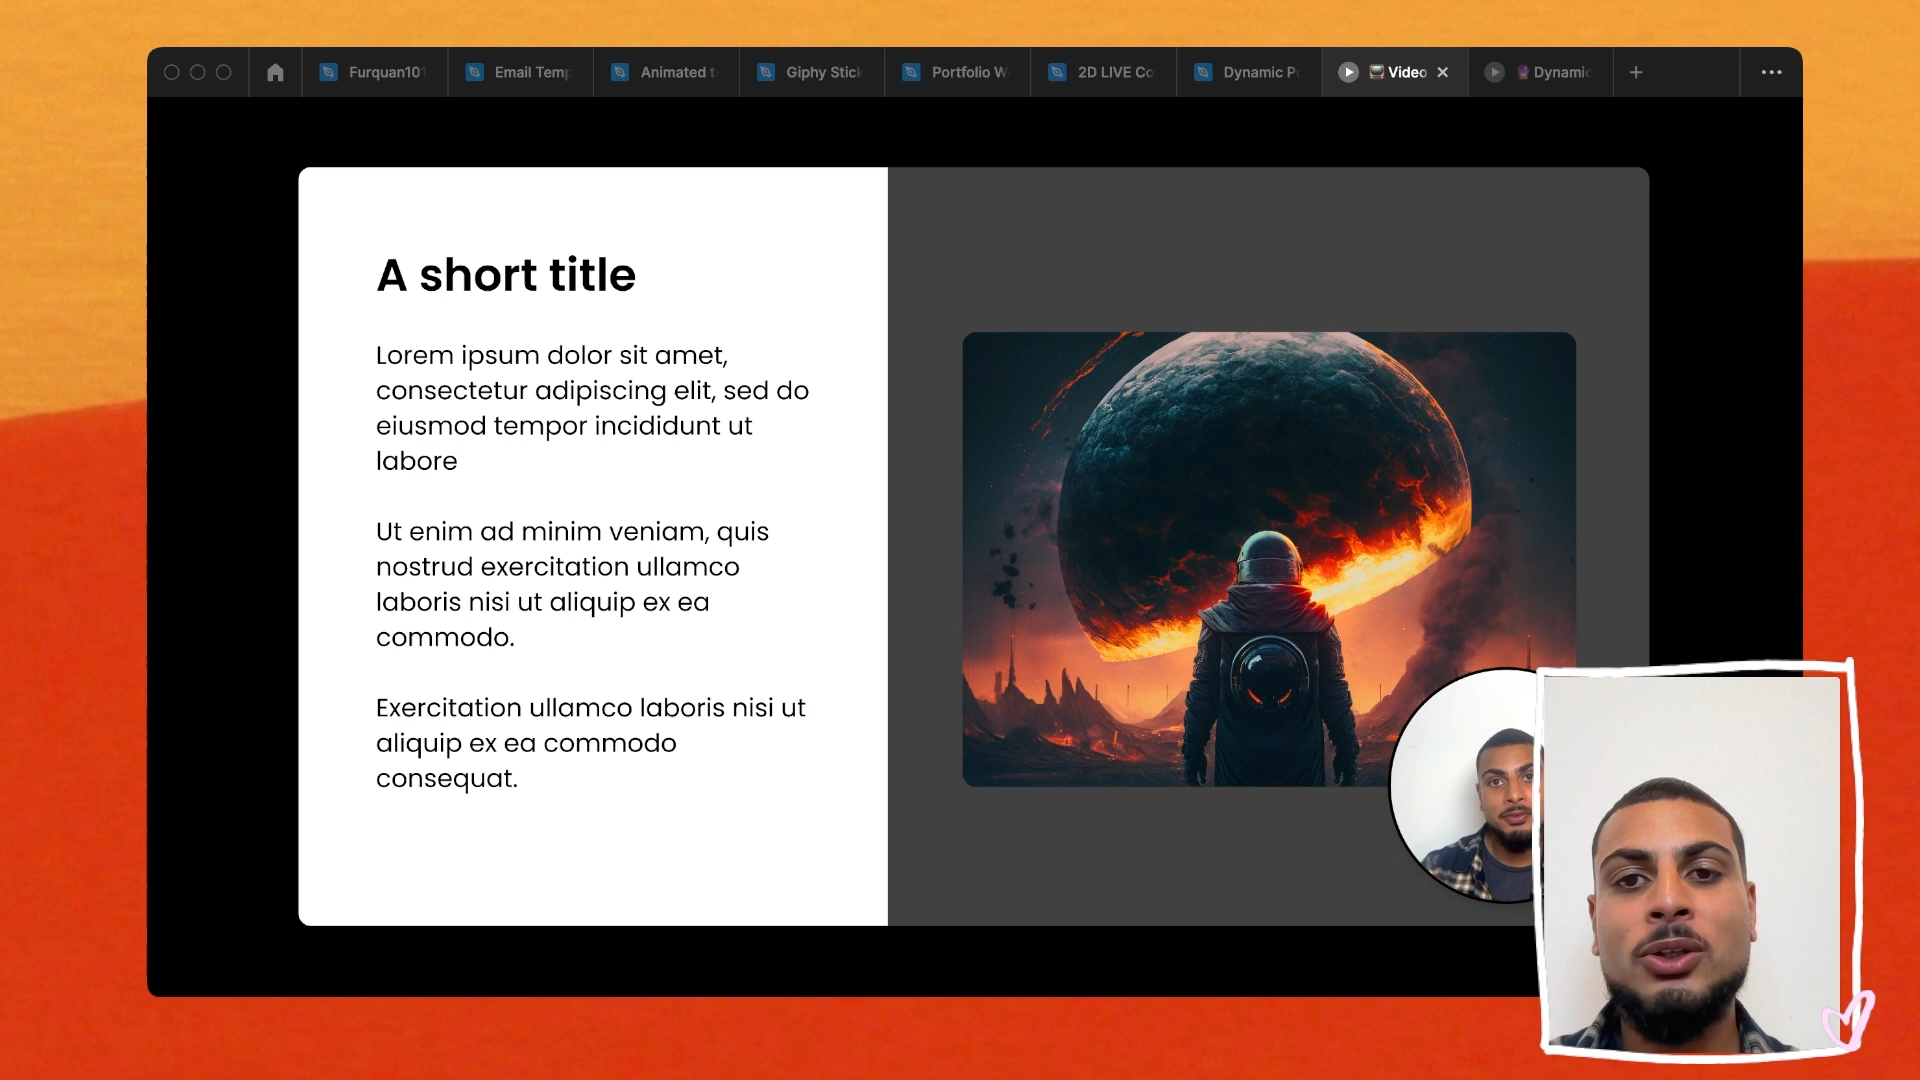 Furquan101
Email Temp
Animated t
Giphy Stick
Portfolio W
2D LIVE Co
Dynamic Po
Video
Dynamic
A short title
Lorem ipsum dolor sit amet,
consectetur adipiscing elit, sed do
eiusmod tempor incididunt ut
labore
Ut enim ad minim veniam, quis
nostrud exercitation ullamco
laboris nisi ut aliquip ex ea
commodo.
Exercitation ullamco laboris nisi ut
aliquip ex ea commodo
consequat.